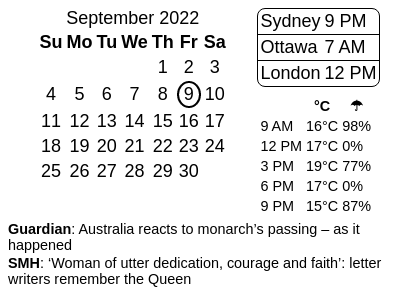 September 2022
Su Mo Tu We Th Fr Sa
1 2 3
4 5 6 7 8 9 10
11 12 13 14 15 16 17
18 19 20 21 22 23 24
25 26 27 28 29 30
Sydney 9 PM
Ottawa 7 AM
London 12 PM
°C ☂
9 AM 16°C 98%
12 PM 17°C 0%
3 PM 19°C 77%
6 PM 17°C 0%
9 PM 15°C 87%
Guardian: Australia reacts to monarch’s passing – as it
happened
SMH: ‘Woman of utter dedication, courage and faith’: letter
writers remember the Queen